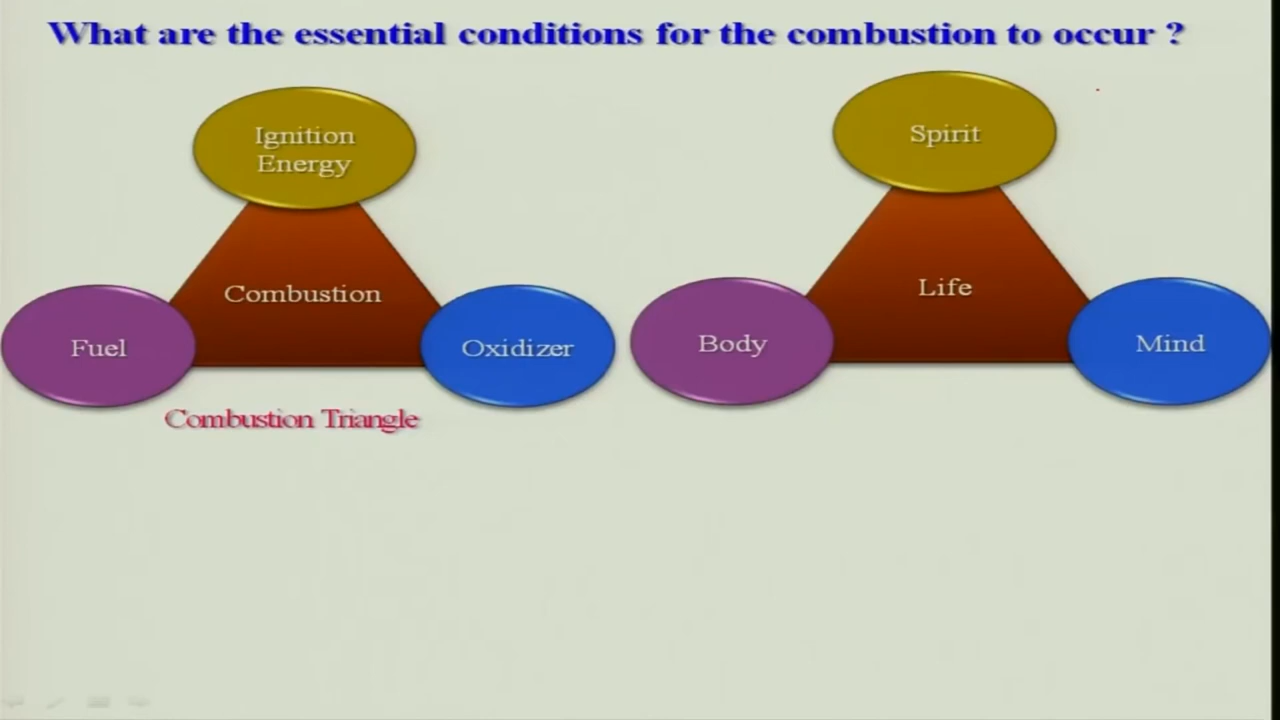 What are the essential conditions for the combustion to occur ?
Ignition
Energy
Combustion
Fuel
Oxidizer
Combustion Triangle
Spirit
Life
Body
Mind